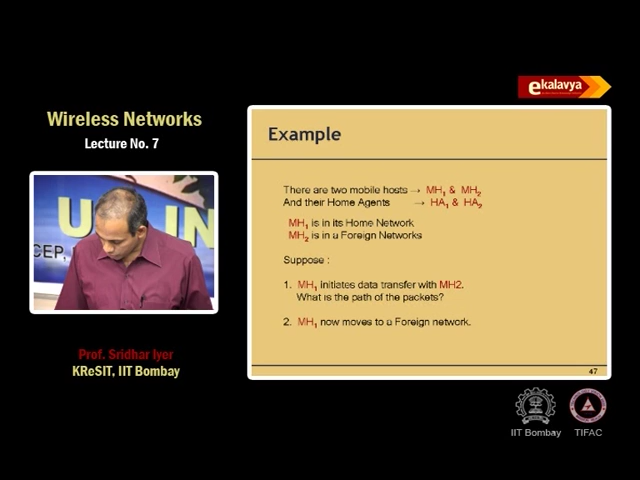 ekalavya
Wireless Networks
Lecture No. 7
Example
There are two mobile hosts → MH1 & MH2
And their Home Agents → HA1 & HA2
MH1 is in its Home Network
MH2 is in a Foreign Networks
Suppose :
1. MH1 initiates data transfer with MH2.
What is the path of the packets?
2. MH1 now moves to a Foreign network.
47
CEP,
Prof. Sridhar Iyer
KReSIT, IIT Bombay
IIT Bombay
TIFAC